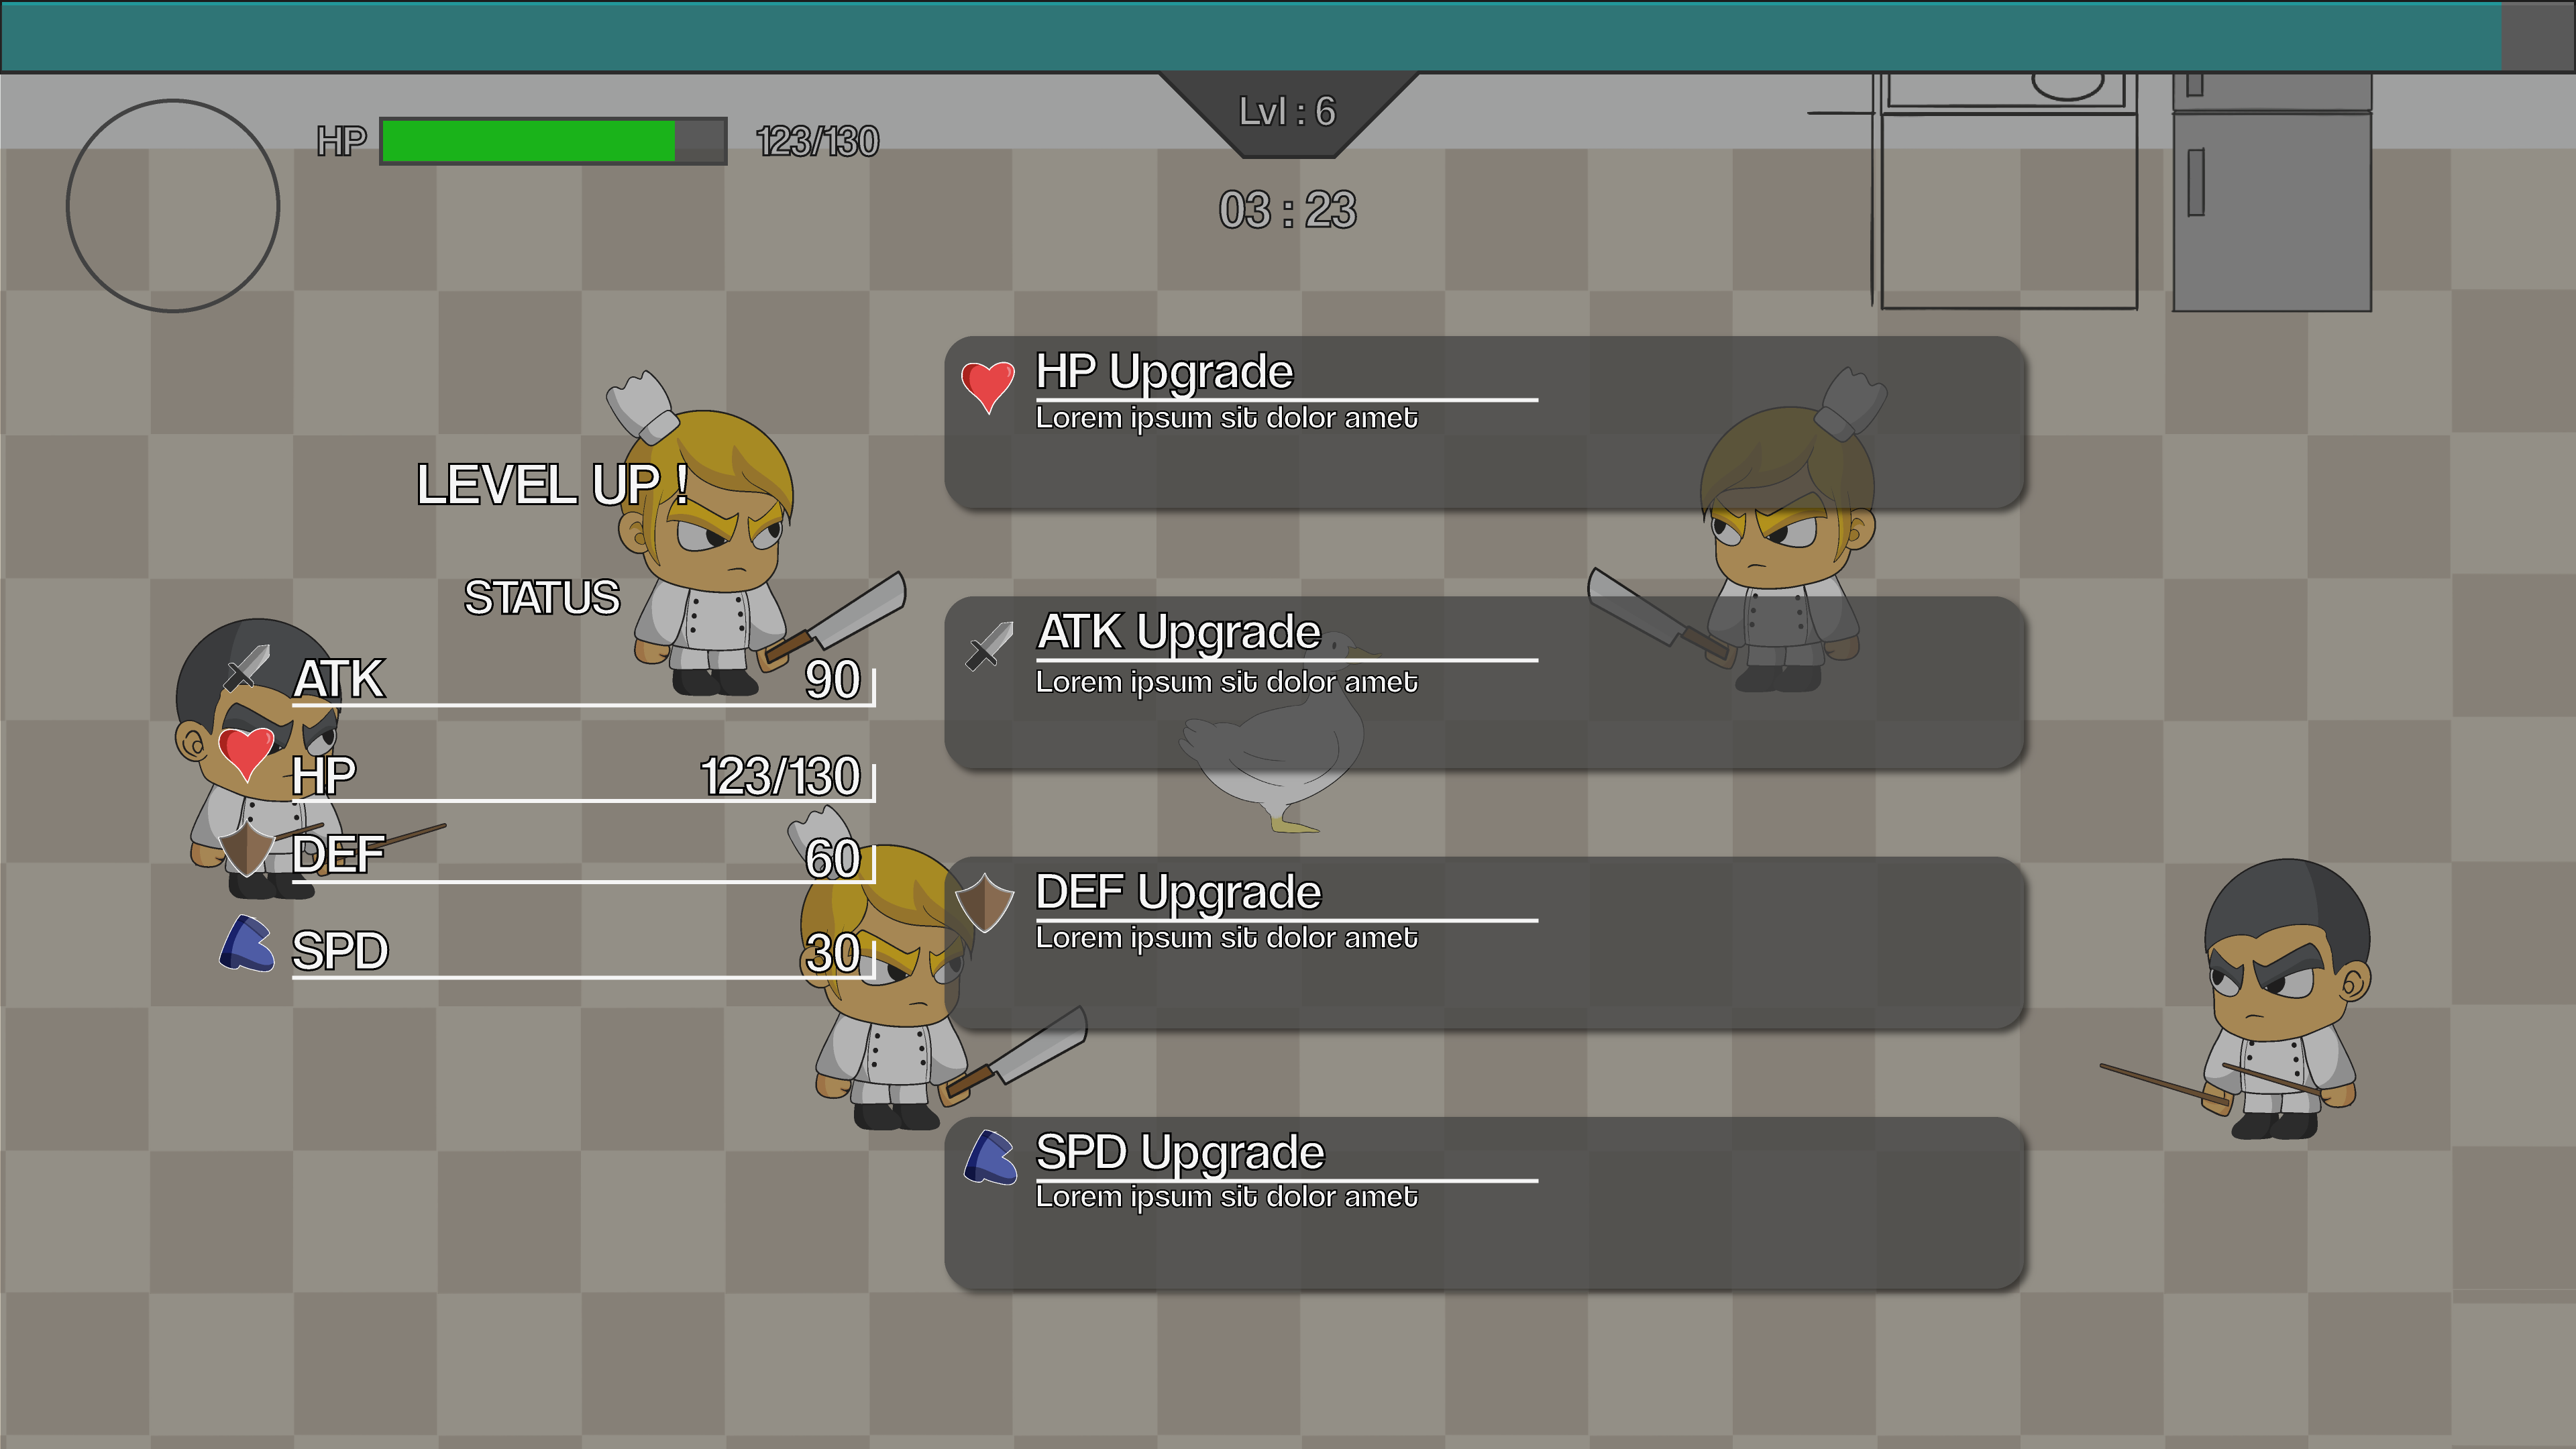 Lvl : 6
HP 123/130
03 : 23
LEVEL UP !
STATUS
ATK 90
HP 123/130
DEF 60
SPD 30
HP Upgrade
Lorem ipsum sit dolor amet
ATK Upgrade
Lorem ipsum sit dolor amet
DEF Upgrade
Lorem ipsum sit dolor amet
SPD Upgrade
Lorem ipsum sit dolor amet